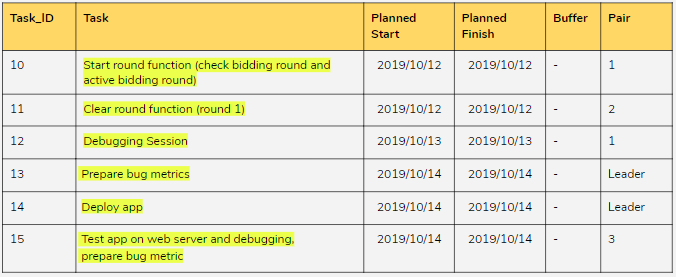 Task_ID Task Planned Start Planned Finish Buffer Pair
10 Start round function (check bidding round and active bidding round) 2019/10/12 2019/10/12 - 1
11 Clear round function (round 1) 2019/10/12 2019/10/12 - 2
12 Debugging Session 2019/10/13 2019/10/13 - 1
13 Prepare bug metrics 2019/10/14 2019/10/14 - Leader
14 Deploy app 2019/10/14 2019/10/14 - Leader
15 Test app on web server and debugging, prepare bug metric 2019/10/14 2019/10/14 - 3